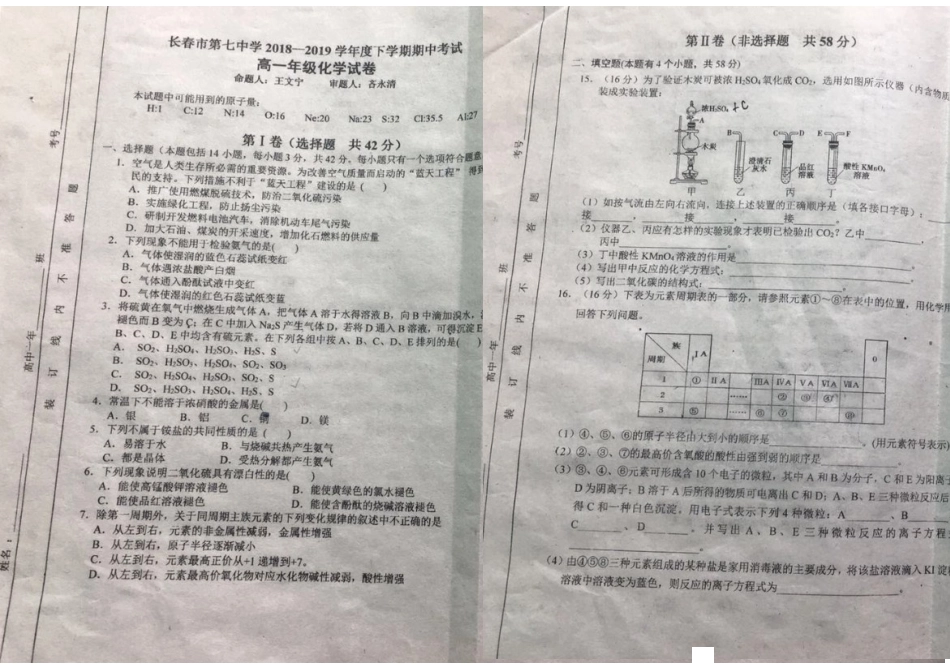 长春市第七中学 2018—2019 学年度下学期期中考试
高一年级化学试卷
命题人：王文宁 审题人：吝永清
本试题中可能用到的原子量：
H:1 C:12 N:14 O:16 Ne:20 Na:23 S:32 Cl:35.5 Al:27
第Ⅰ卷（选择题 共 42 分）
一、选择题（本题包括 14 小题，每小题 3 分，共 42 分，每小题只有一个选项符合题意
1．空气是人类生存所必需的重要资源。为改善空气质量而启动的“蓝天工程”得到
民的支持。下列措施不利于“蓝天工程”建设的是（ ）
A．推广使用燃煤脱硫技术，防治二氧化硫污染
B．实施绿化工程，防止扬尘污染
C．研制开发燃料电池汽车，消除机动车尾气污染
D．加大石油、煤炭的开采速度，增加化石燃料的供应量
2．下列现象不能用于检验氨气的是( )
A．气体使湿润的蓝色石蕊试纸变红
B．气体遇浓盐酸产白烟
C．气体通入酚酞试液中变红
D．气体使湿润的红色石蕊试纸变蓝
3．将硫黄在氧气中燃烧生成气体 A，把气体 A 溶于水得溶液 B，向 B 中滴加溴水，
褪色而 B 变为 C；在 C 中加入 Na₂S 产生气体 D，若将 D 通入 B 溶液，可得沉淀 E
B、C、D、E 中均含有硫元素。在下列各组中按 A、B、C、D、E 排列的是( )
A． SO₂、H₂SO₄、H₂SO₃、H₂S、S
B． SO₂、H₂SO₃、H₂SO₄、SO₂、SO₃
C． SO₂、H₂SO₄、H₂SO₃、SO₂、S
D． SO₂、H₂SO₃、H₂SO₄、H₂S、S
4．常温下不能溶于浓硝酸的金属是( )
A．银 B．铝 C． D．镁
5．下列不属于铵盐的共同性质的是（ ）
A．易溶于水 B．与烧碱共热产生氨气
C．都是晶体 D．受热分解都产生氨气
6．下列现象说明二氧化硫具有漂白性的是( )
A．能使高锰酸钾溶液褪色 B．能使黄绿色的氯水褪色
C．能使品红溶液褪色 D．能使含酚酞的烧碱溶液褪色
7．除第一周期外，关于同周期主族元素的下列变化规律的叙述中不正确的是
A．从左到右，元素的非金属性减弱，金属性增强
B．从左到右，原子半径逐渐减小
C．从左到右，元素最高正价从+1 递增到+7。
D．从左到右，元素最高价氧化物对应水化物碱性减弱，酸性增强
考号
班
高中一年
姓名：
装 订 线 内 不 准 答 题
第Ⅱ卷（非选择题 共 58 分）
二、填空题(本题有 4 个小题，共 58 分)
15．（16 分）为了验证木炭可被浓 H₂SO₄ 氧化成 CO₂，选用如图所示仪器（内含物质
装成实验装置：
浓H₂SO₄ +C
A
木炭
B
澄清石
灰水
C D
品红
溶液
E F
酸性 KMnO₄
溶液
甲 乙 丙 丁
（1）如按气流由左向右流向，连接上述装置的正确顺序是（填各接口字母）：
接 ， 接 ，
（2）仪器乙、丙应有怎样的实验现象才表明已检验出 CO₂？乙中 ，
丙中 。
（3）丁中酸性 KMnO₄ 溶液的作用是 。
（4）写出甲中反应的化学方程式： 。
（5）写出二氧化碳的结构式： 。
16．（16 分）下表为元素周期表的一部分，请参照元素①～⑧在表中的位置，用化学用
回答下列问题。
族
周期
ⅠA 0
1 ① ⅡA ⅢA ⅣA ⅤA ⅥA ⅦA
2 …… ② ③ ④
3 ⑤ …… ⑥ ⑦ ⑧
（1）④、⑤、⑥的原子半径由大到小的顺序是 。（用元素符号表示）
（2）②、③、⑦的最高价含氧酸的酸性由强到弱的顺序是
（3）③、④、⑥元素可形成含 10 个电子的微粒，其中 A 和 B 为分子，C 和 E 为阳离子
D 为阴离子；B 溶于 A 后所得的物质可电离出 C 和 D；A、B、E 三种微粒反应后
得 C 和一种白色沉淀，用电子式表示下列 4 种微粒：A 、B
C 、D 。并写出 A、B、E 三种微粒反应的离子方程
。
（4）由④⑤⑧三种元素组成的某种盐是家用消毒液的主要成分，将该盐溶液滴入 KI 淀粉
溶液中溶液变为蓝色，则反应的离子方程式为 。
考号
班
高中一年
装 订 线 内 不 准 答 题